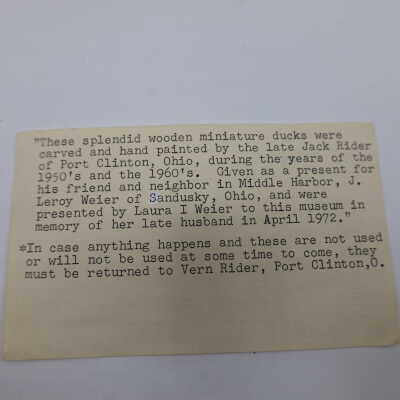 "These splendid wooden miniature ducks were
carved and hand painted by the late Jack Rider
of Port Clinton, Ohio, during the years of the
1950's and the 1960's.  Given as a present for
his friend and neighbor in Middle Harbor, J.
Leroy Weier of Sandusky, Ohio, and were
presented by Laura I Weier to this museum in
memory of her late husband in April 1972."
*In case anything happens and these are not used
or will not be used at some time to come, they
must be returned to Vern Rider, Port Clinton,O.